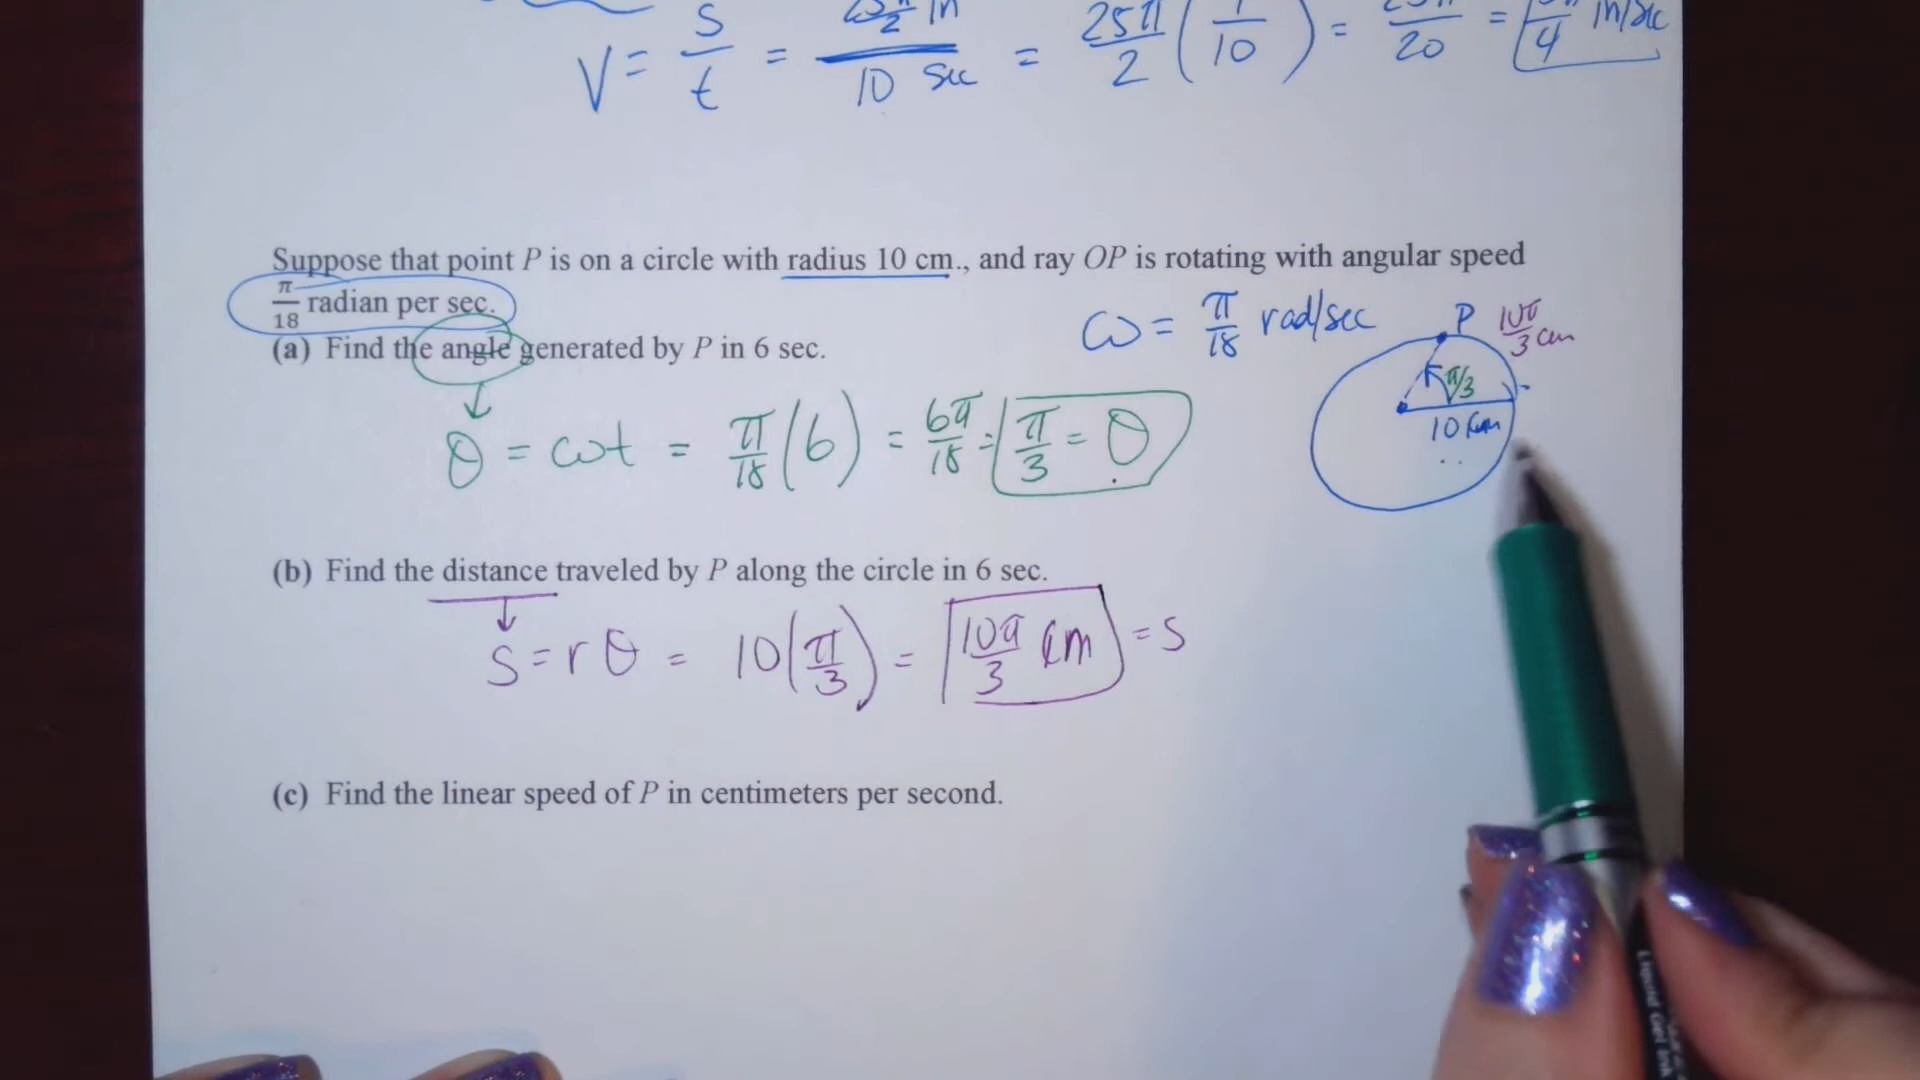 V = s/t = 25π/2 in / 10 sec = 25π/2 (1/10) = 25π/20 = 5π/4 in/sec
Suppose that point P is on a circle with radius 10 cm., and ray OP is rotating with angular speed
π/18 radian per sec.
ω = π/18 rad/sec
P
10π/3 cm
(a) Find the angle generated by P in 6 sec.
π/3
10 cm
θ = ωt = π/18 (6) = 6π/18 = π/3 = θ
(b) Find the distance traveled by P along the circle in 6 sec.
s = rθ = 10(π/3) = 10π/3 cm = s
(c) Find the linear speed of P in centimeters per second.
Liquid Gel Ink